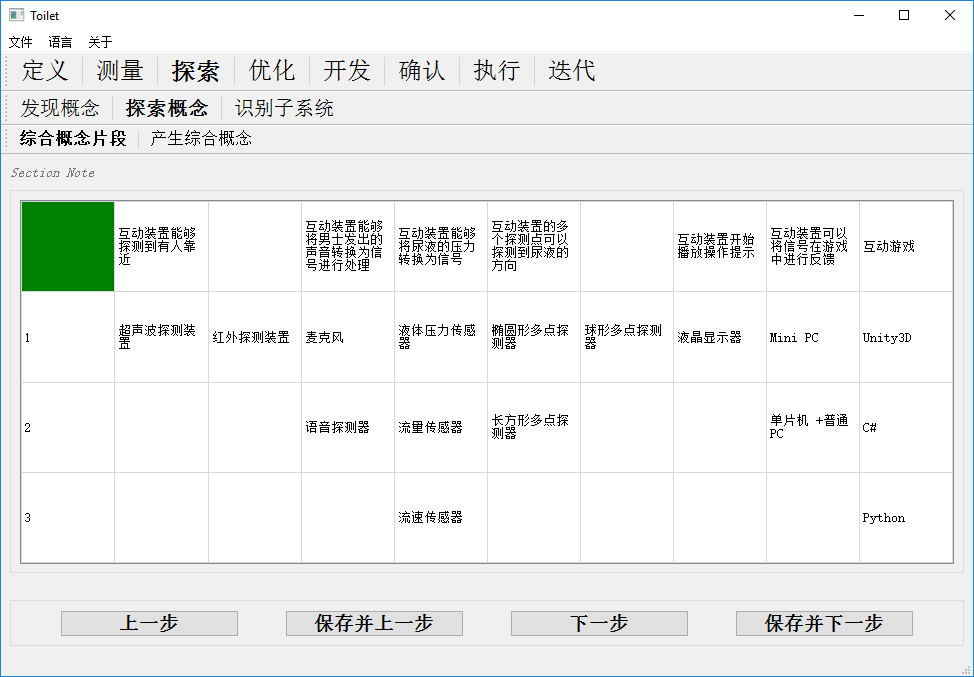 Toilet
文件 语言 关于
定义 测量 探索 优化 开发 确认 执行 迭代
发现概念 探索概念 识别子系统
综合概念片段 产生综合概念
Section Note
互动装置能够
探测到有人靠
近
互动装置能够
将男士发出的
声音转换为信
号进行处理
互动装置能够
将尿液的压力
转换为信号
互动装置的多
个探测点可以
探测到尿液的
方向
互动装置开始
播放操作提示
互动装置可以
将信号在游戏
中进行反馈
互动游戏
1
超声波探测装
置
红外探测装置
麦克风
液体压力传感
器
椭圆形多点探
测器
球形多点探测
器
液晶显示器
Mini PC
Unity3D
2
语音探测器
流量传感器
长方形多点探
测器
单片机 +普通
PC
C#
3
流速传感器
Python
上一步 保存并上一步 下一步 保存并下一步